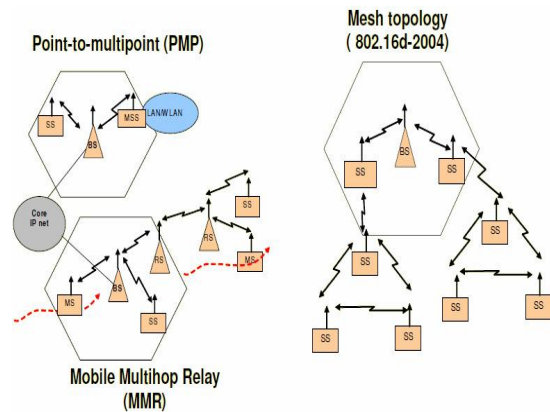 Point-to-multipoint (PMP)
SS
BS
MSS
LAN/WLAN
Core
IP net
MS
BS
SS
RS
RS
SS
MS
Mobile Multihop Relay
(MMR)
Mesh topology
( 802.16d-2004)
SS
BS
SS
SS
SS
SS
SS
SS
SS